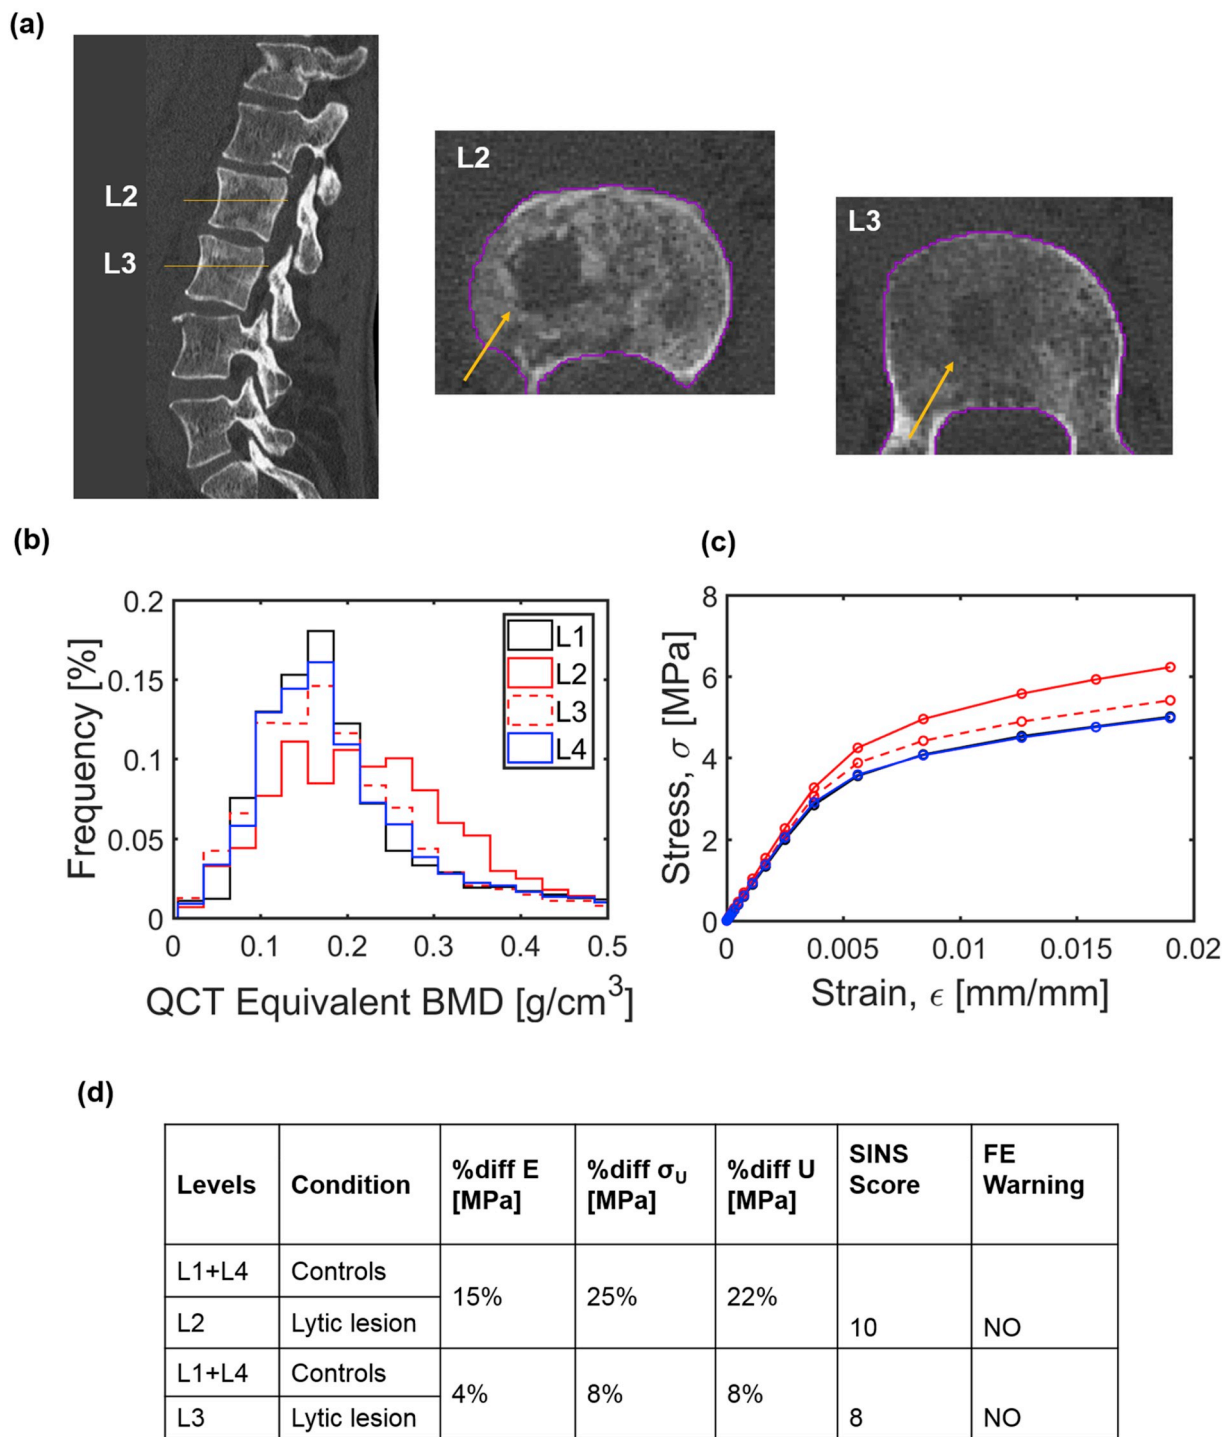 (a)
L2
L3
L2
L3
(b)
Frequency [%]
0.2
0.15
0.1
0.05
0
0
0.1
0.2
0.3
0.4
0.5
QCT Equivalent BMD [g/cm³]
L1
L2
L3
L4
(c)
Stress, σ [MPa]
8
6
4
2
0
0
0.005
0.01
0.015
0.02
Strain, ϵ [mm/mm]
(d)
Levels
Condition
%diff E
[MPa]
%diff σU
[MPa]
%diff U
[MPa]
SINS
Score
FE
Warning
L1+L4
Controls
15%
25%
22%
L2
Lytic lesion
10
NO
L1+L4
Controls
4%
8%
8%
L3
Lytic lesion
8
NO